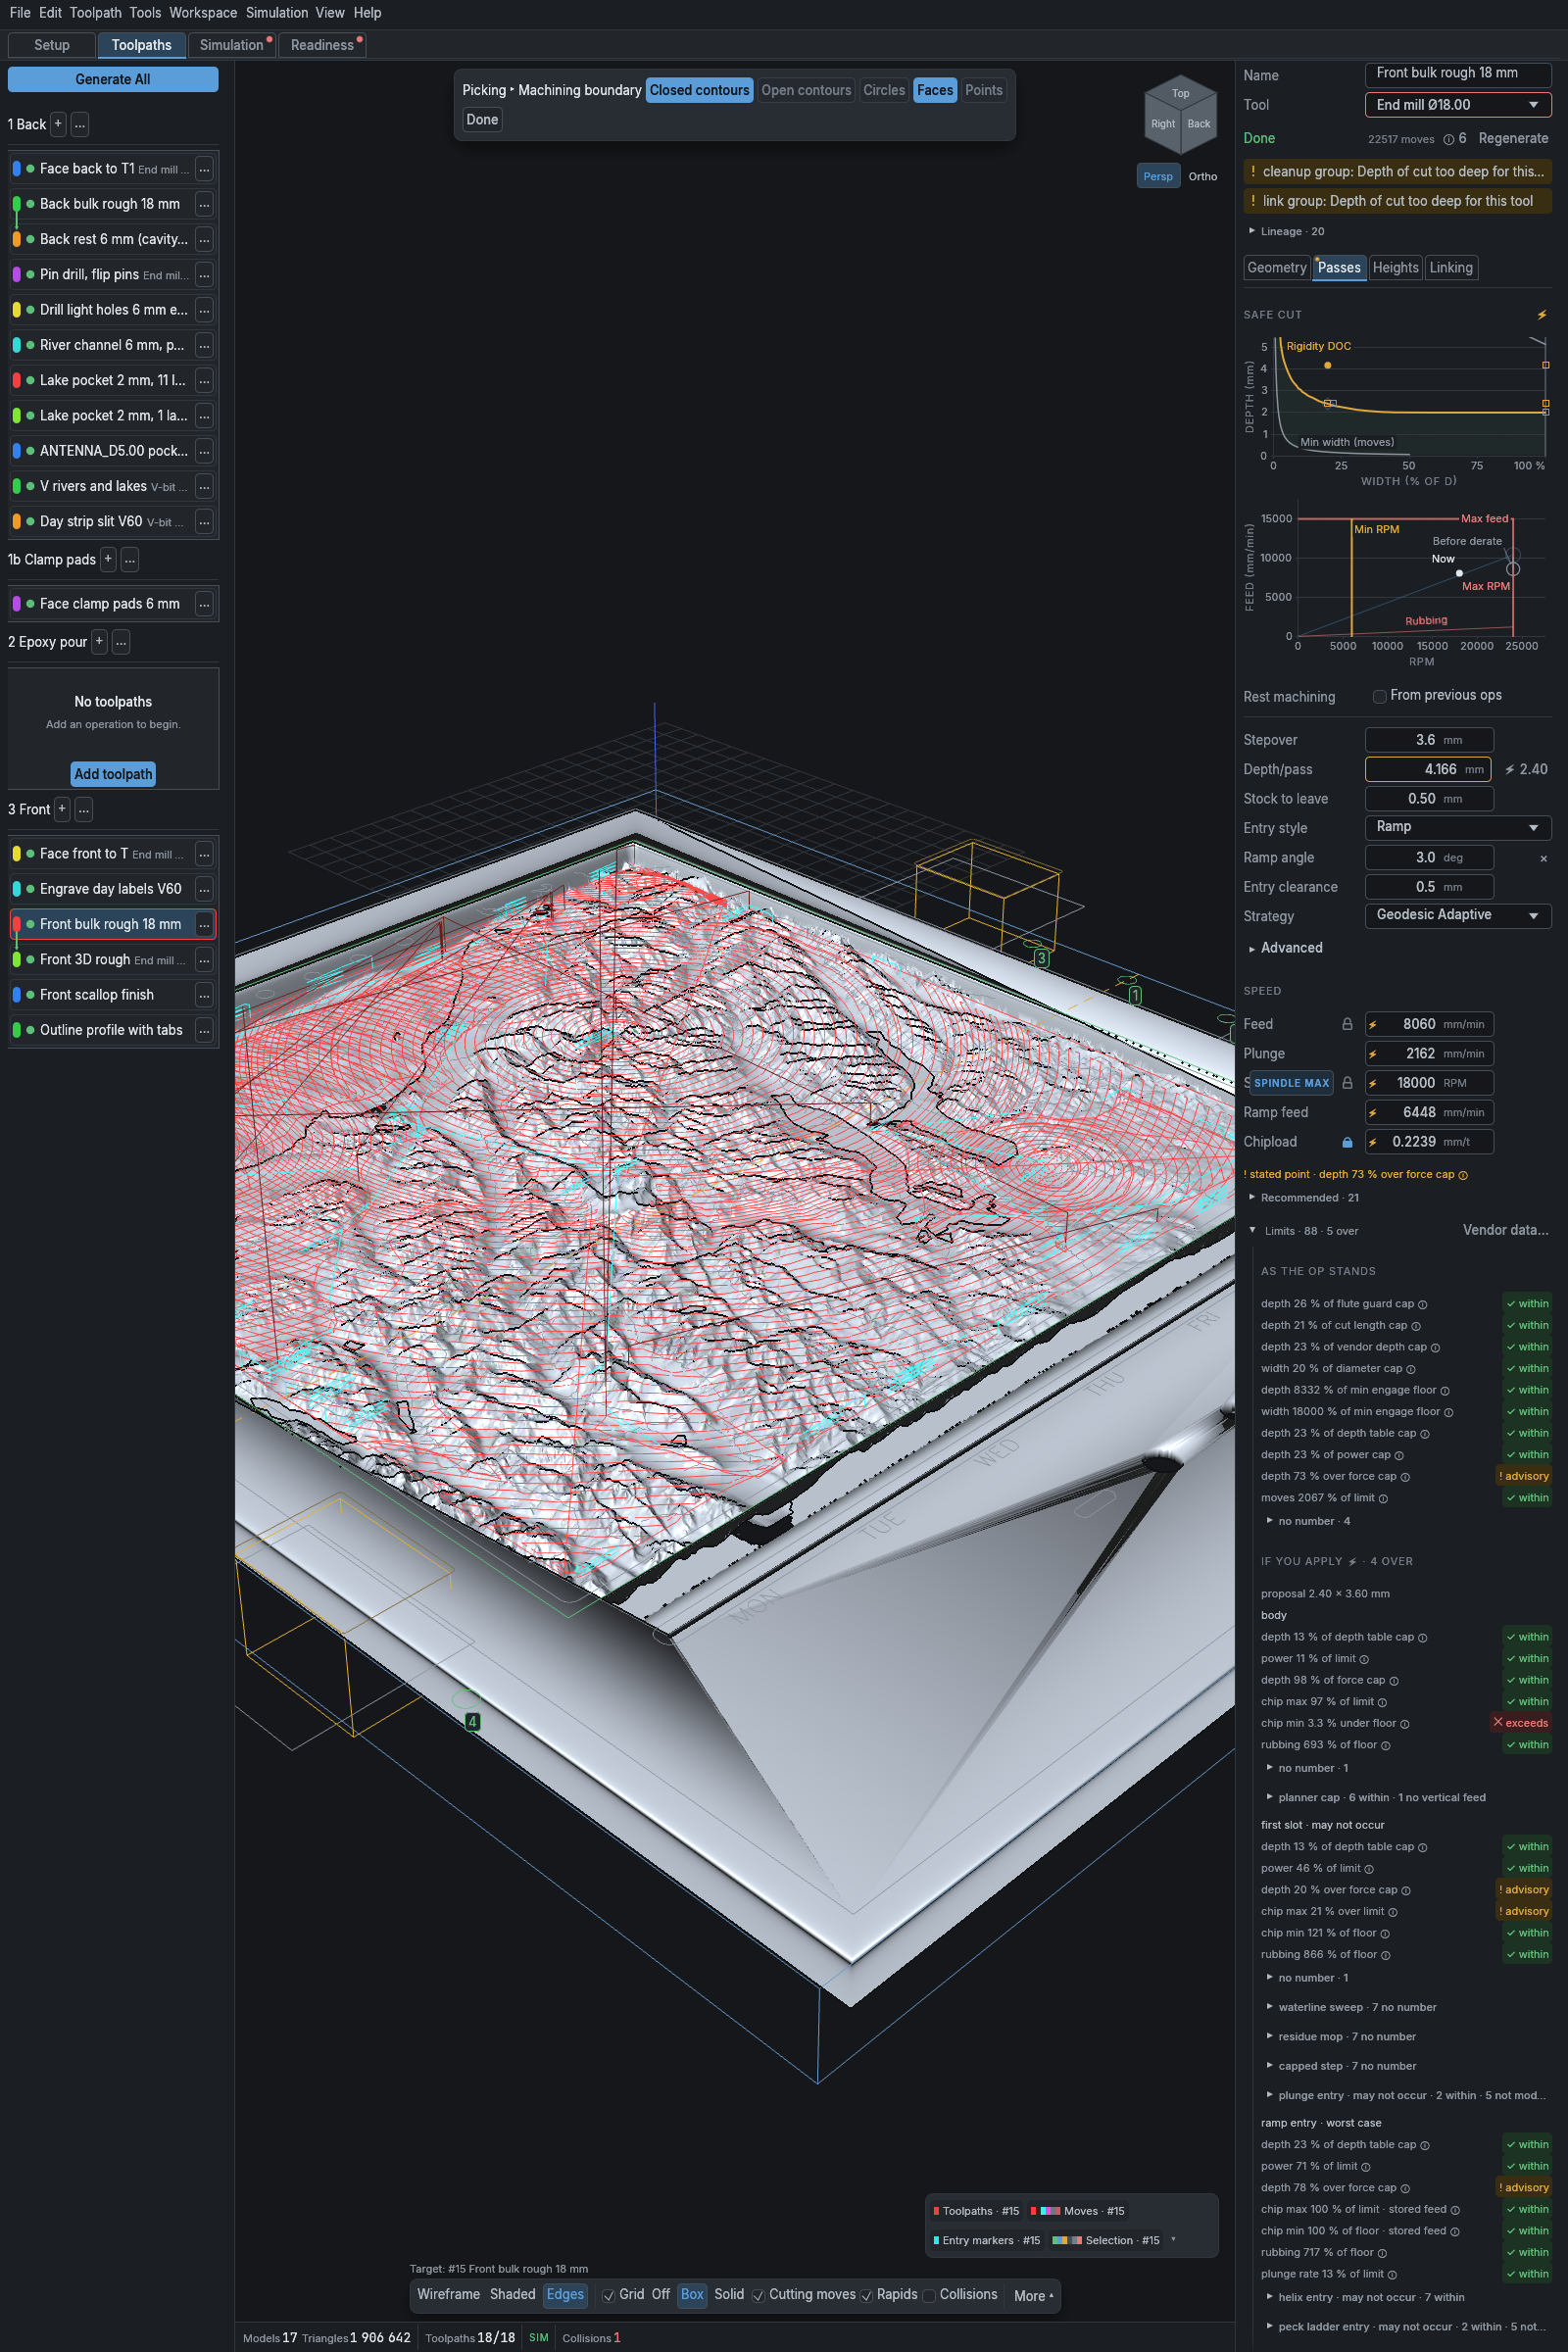 File Edit Toolpath Tools Workspace Simulation View Help
Setup Toolpaths Simulation Readiness
Generate All
1 Back + ...
Face back to T1 End mill ... ...
Back bulk rough 18 mm ...
Back rest 6 mm (cavity... ...
Pin drill, flip pins End mil... ...
Drill light holes 6 mm e... ...
River channel 6 mm, p... ...
Lake pocket 2 mm, 11 l... ...
Lake pocket 2 mm, 1 la... ...
ANTENNA_D5.00 pock... ...
V rivers and lakes V-bit ... ...
Day strip slit V60 V-bit ... ...
1b Clamp pads + ...
Face clamp pads 6 mm ...
2 Epoxy pour + ...
No toolpaths
Add an operation to begin.
Add toolpath
3 Front + ...
Face front to T End mill ... ...
Engrave day labels V60 ...
Front bulk rough 18 mm ...
Front 3D rough End mill ... ...
Front scallop finish ...
Outline profile with tabs ...
Picking ▸ Machining boundary Closed contours Open contours Circles Faces Points
Done
Top
Right Back
Persp Ortho
3
1
4
MON
TUE
WED
THU
FRI
Toolpaths · #15 Moves · #15
Entry markers · #15 Selection · #15
Target: #15 Front bulk rough 18 mm
Wireframe Shaded Edges Grid Off Box Solid Cutting moves Rapids Collisions More
Models 17 Triangles 1 906 642 Toolpaths 18/18 SIM Collisions 1
Name Front bulk rough 18 mm
Tool End mill Ø18.00
Done 22517 moves 6 Regenerate
! cleanup group: Depth of cut too deep for this...
! link group: Depth of cut too deep for this tool
Lineage · 20
Geometry Passes Heights Linking
SAFE CUT
DEPTH (mm)
5
4
3
2
1
0
Rigidity DOC
Min width (moves)
0 25 50 75 100 %
WIDTH (% OF D)
FEED (mm/min)
15000
10000
5000
0
Max feed
Min RPM
Before derate
Now
Max RPM
Rubbing
0 5000 10000 15000 20000 25000
RPM
Rest machining From previous ops
Stepover 3.6 mm
Depth/pass 4.166 mm ⚡ 2.40
Stock to leave 0.50 mm
Entry style Ramp
Ramp angle 3.0 deg ×
Entry clearance 0.5 mm
Strategy Geodesic Adaptive
Advanced
SPEED
Feed ⚡ 8060 mm/min
Plunge ⚡ 2162 mm/min
S SPINDLE MAX ⚡ 18000 RPM
Ramp feed ⚡ 6448 mm/min
Chipload ⚡ 0.2239 mm/t
! stated point · depth 73 % over force cap
Recommended · 21
Limits · 88 · 5 over Vendor data...
AS THE OP STANDS
depth 26 % of flute guard cap ✓ within
depth 21 % of cut length cap ✓ within
depth 23 % of vendor depth cap ✓ within
width 20 % of diameter cap ✓ within
depth 8332 % of min engage floor ✓ within
width 18000 % of min engage floor ✓ within
depth 23 % of depth table cap ✓ within
depth 23 % of power cap ✓ within
depth 73 % over force cap ! advisory
moves 2067 % of limit ✓ within
no number · 4
IF YOU APPLY ⚡ · 4 OVER
proposal 2.40 × 3.60 mm
body
depth 13 % of depth table cap ✓ within
power 11 % of limit ✓ within
depth 98 % of force cap ✓ within
chip max 97 % of limit ✓ within
chip min 3.3 % under floor ✕ exceeds
rubbing 693 % of floor ✓ within
no number · 1
planner cap · 6 within · 1 no vertical feed
first slot · may not occur
depth 13 % of depth table cap ✓ within
power 46 % of limit ✓ within
depth 20 % over force cap ! advisory
chip max 21 % over limit ! advisory
chip min 121 % of floor ✓ within
rubbing 866 % of floor ✓ within
no number · 1
waterline sweep · 7 no number
residue mop · 7 no number
capped step · 7 no number
plunge entry · may not occur · 2 within · 5 not mod...
ramp entry · worst case
depth 23 % of depth table cap ✓ within
power 71 % of limit ✓ within
depth 78 % over force cap ! advisory
chip max 100 % of limit · stored feed ✓ within
chip min 100 % of floor · stored feed ✓ within
rubbing 717 % of floor ✓ within
plunge rate 13 % of limit ✓ within
helix entry · may not occur · 7 within
peck ladder entry · may not occur · 2 within · 5 not...